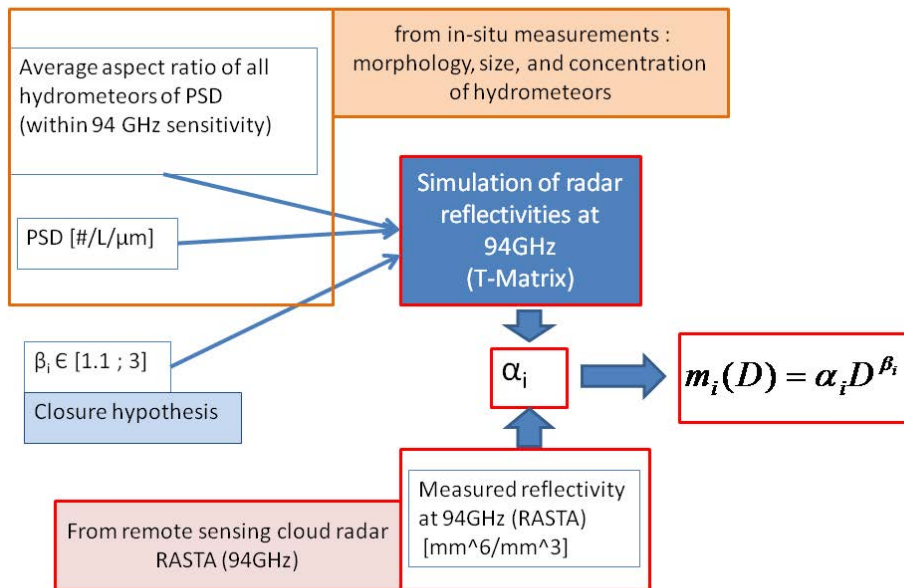 from in-situ measurements :
morphology, size, and concentration
of hydrometeors
Average aspect ratio of all
hydrometeors of PSD
(within 94 GHz sensitivity)
Simulation of radar
reflectivities at
94GHz
(T-Matrix)
PSD [#/L/µm]
βi Є [1.1 ; 3]
Closure hypothesis
αi
mi(D) = αiD^βi
Measured reflectivity
at 94GHz (RASTA)
[mm^6/mm^3]
From remote sensing cloud radar
RASTA (94GHz)